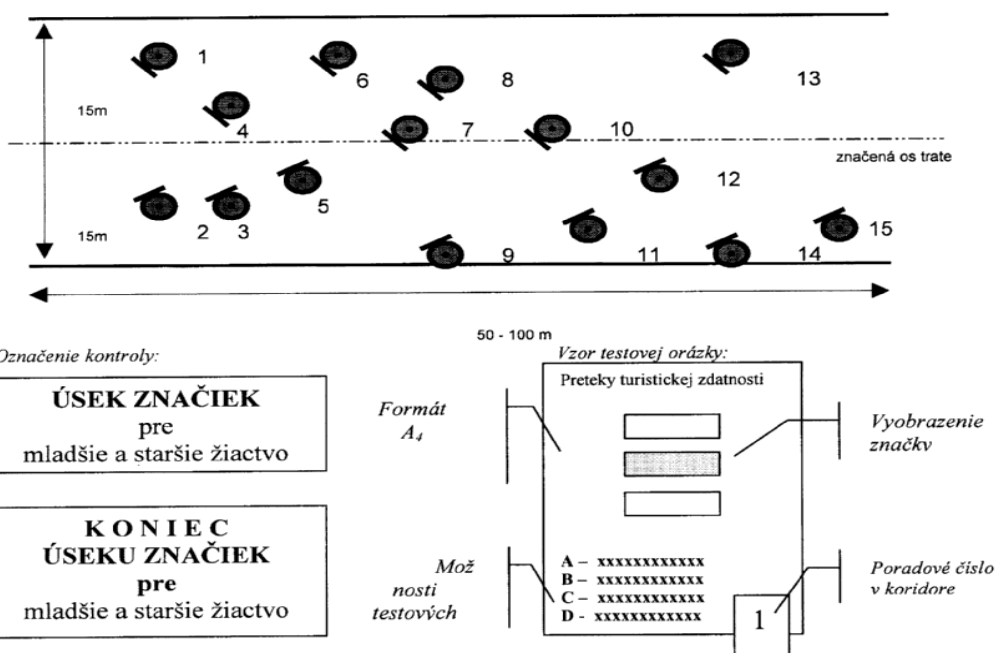 1
6
8
13
15m
4
7
10
značená os trate
12
5
15m
2
3
15
9
11
14
50 - 100 m
Označenie kontroly:
ÚSEK ZNAČIEK
pre
mladšie a staršie žiactvo
KONIEC
ÚSEKU ZNAČIEK
pre
mladšie a staršie žiactvo
Formát
A4
Mož
nosti
testových
Vzor testovej orázky:
Preteky turistickej zdatnosti
A – xxxxxxxxxxxx
B – xxxxxxxxxxxx
C – xxxxxxxxxxxx
D - xxxxxxxxxxxx
1
Vyobrazenie
značky
Poradové číslo
v koridore